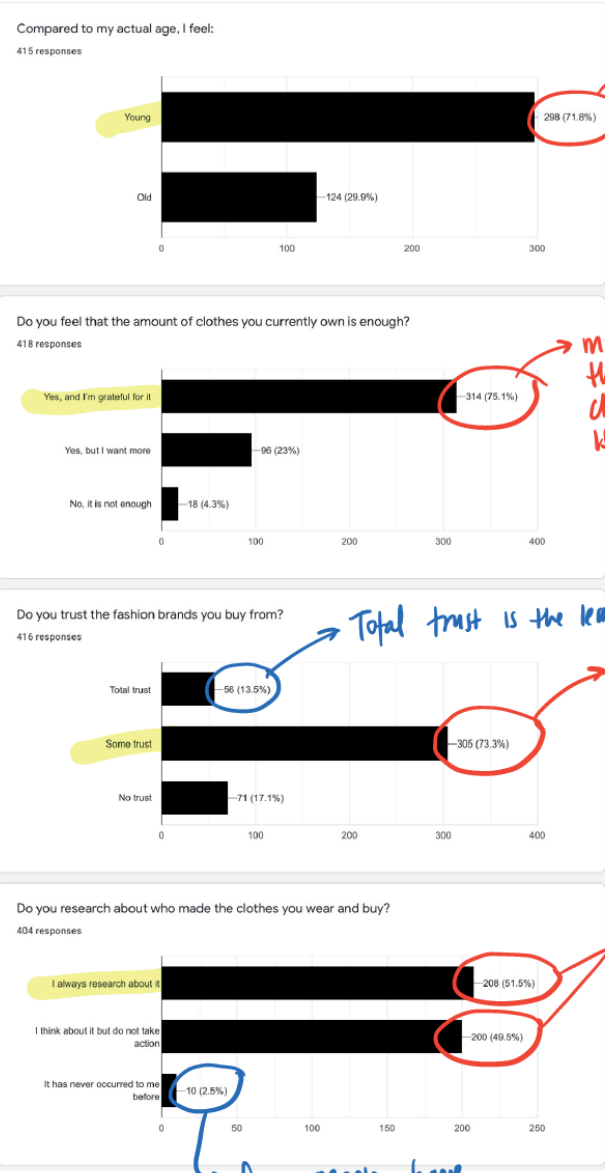 Compared to my actual age, I feel:
415 responses
Young
298 (71.8%)
Old
124 (29.9%)
0 100 200 300
Do you feel that the amount of clothes you currently own is enough?
418 responses
Yes, and I'm grateful for it
314 (75.1%)
Yes, but I want more
96 (23%)
No, it is not enough
18 (4.3%)
0 100 200 300 400
Do you trust the fashion brands you buy from?
416 responses
Total trust is the
Total trust
56 (13.5%)
Some trust
305 (73.3%)
No trust
71 (17.1%)
0 100 200 300 400
Do you research about who made the clothes you wear and buy?
404 responses
I always research about it
208 (51.5%)
I think about it but do not take
action
200 (49.5%)
It has never occurred to me
before
10 (2.5%)
0 50 100 150 200 250
people have